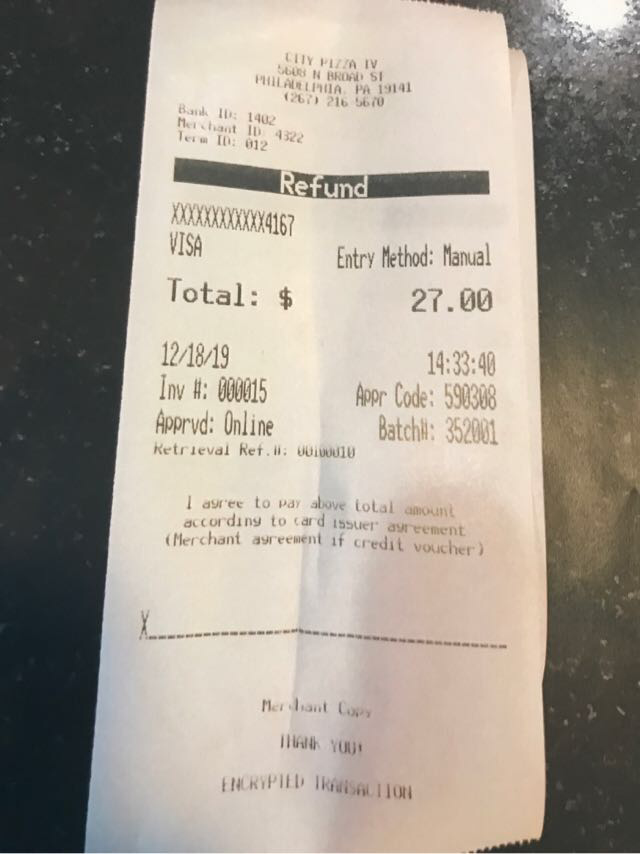 CITY PIZZA IV
5608 N BROAD ST
PHILADELPHIA, PA 19141
(267) 216 5670
Bank ID: 1402
Merchant ID: 4322
Term ID: 012
Refund
XXXXXXXXXXXX4167
VISA
Entry Method: Manual
Total: $ 27.00
12/18/19 14:33:40
Inv #: 000015 Appr Code: 590308
Apprvd: Online Batch#: 352001
Retrieval Ref.#: 00100010
I agree to pay above total amount
according to card issuer agreement
(Merchant agreement if credit voucher)
X
Merchant Copy
THANK YOU!
ENCRYPTED TRANSACTION